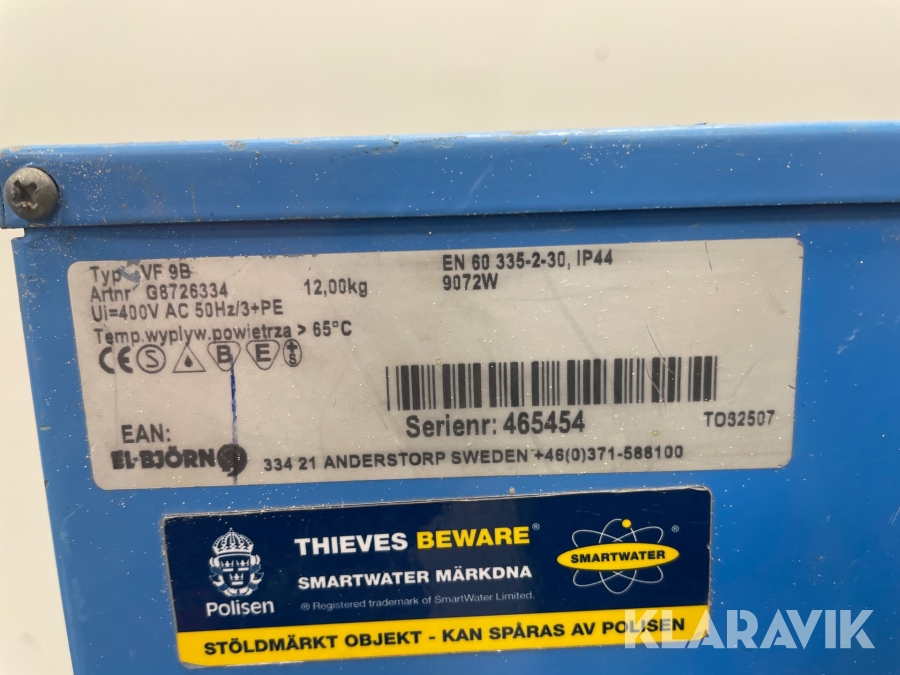 Typ VF 9B
EN 60 335-2-30, IP44
Artnr G8726334 12,00kg 9072W
Ui=400V AC 50Hz/3+PE
Temp.wyplyw.powietrza > 65°C
CE S B E S
EAN:
Serienr: 465454
TOS2507
EL-BJÖRN 334 21 ANDERSTORP SWEDEN +46(0)371-588100
Polisen
THIEVES BEWARE®
SMARTWATER MÄRKDNA
® Registered trademark of SmartWater Limited.
SMARTWATER®
STÖLDMÄRKT OBJEKT - KAN SPÅRAS AV POLISEN
KLARAVIK